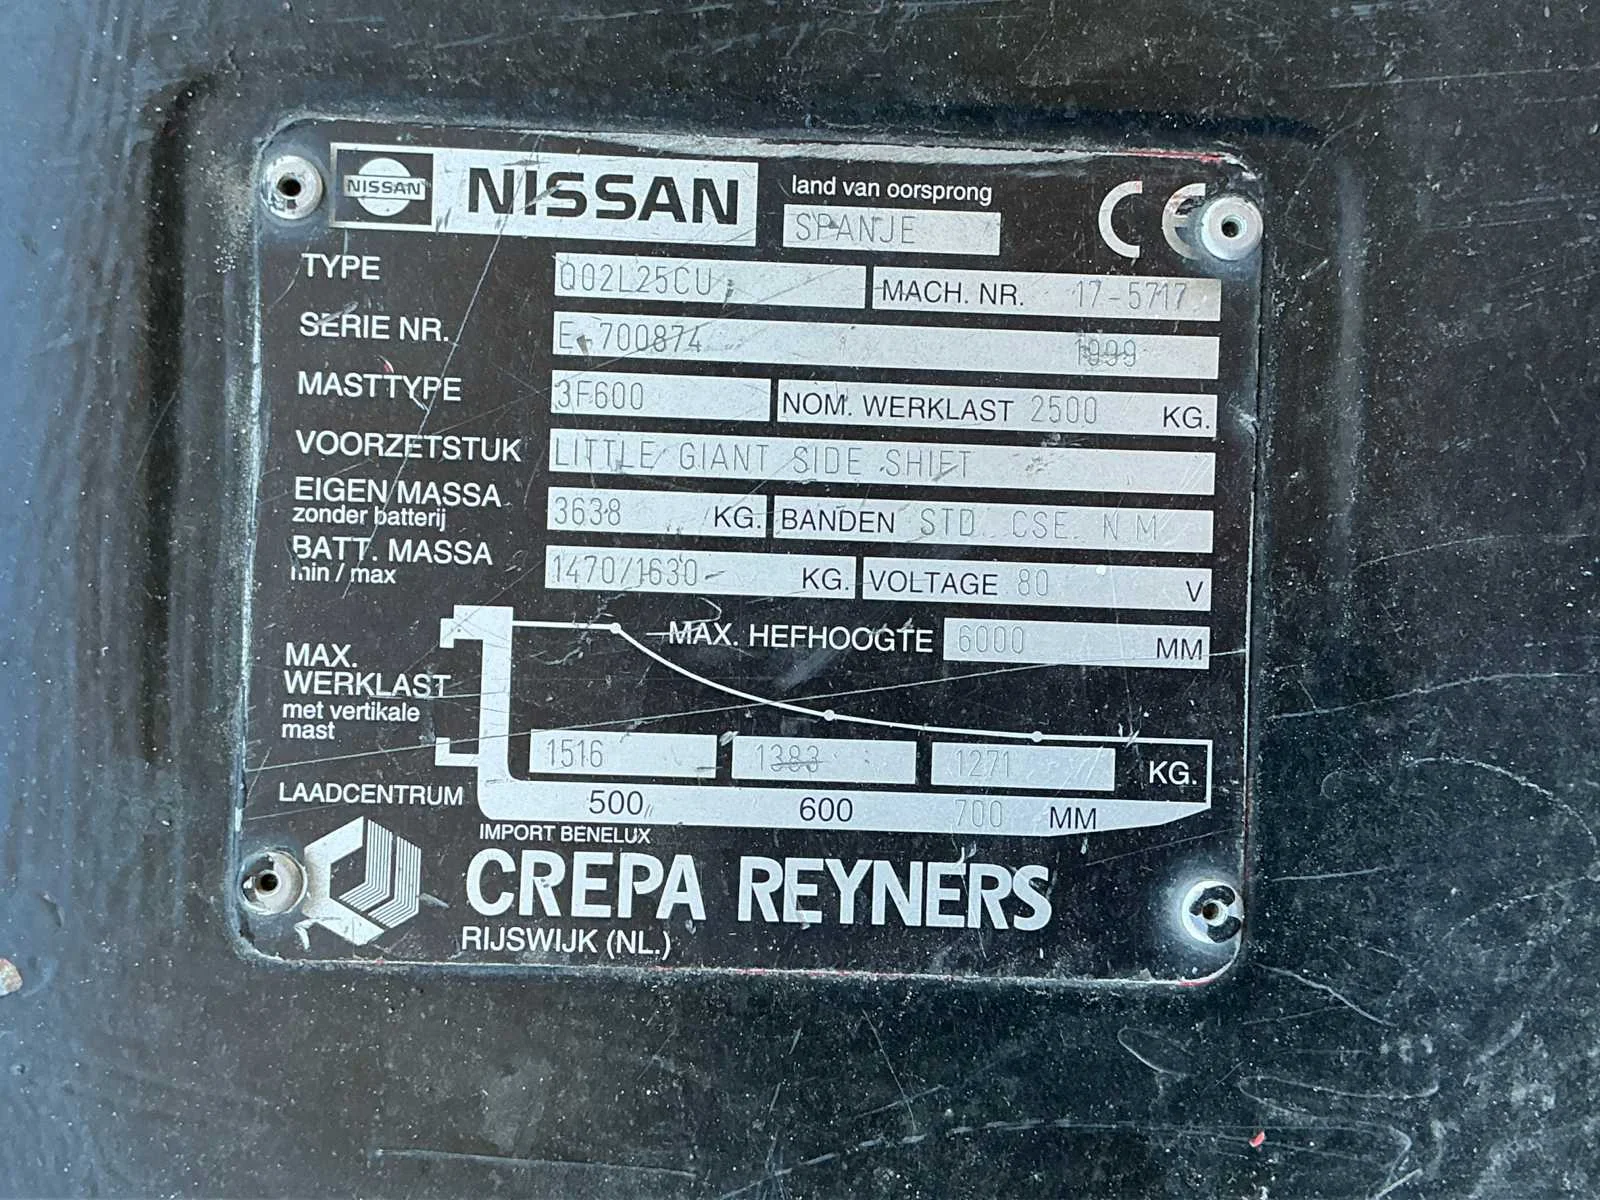 NISSAN NISSAN land van oorsprong
SPANJE CE
TYPE Q02L25CU MACH. NR. 17-5717
SERIE NR. E-700874 1999
MASTTYPE 3F600 NOM. WERKLAST 2500 KG.
VOORZETSTUK LITTLE GIANT SIDE SHIFT
EIGEN MASSA
zonder batterij
3638 KG. BANDEN STD. CSE. N M
BATT. MASSA
min / max
1470/1630 KG. VOLTAGE 80 V
MAX. HEFHOOGTE 6000 MM
MAX.
WERKLAST
met vertikale
mast
1516 1383 1271 KG.
LAADCENTRUM 500 600 700 MM
IMPORT BENELUX
CREPA REYNERS
RIJSWIJK (NL.)